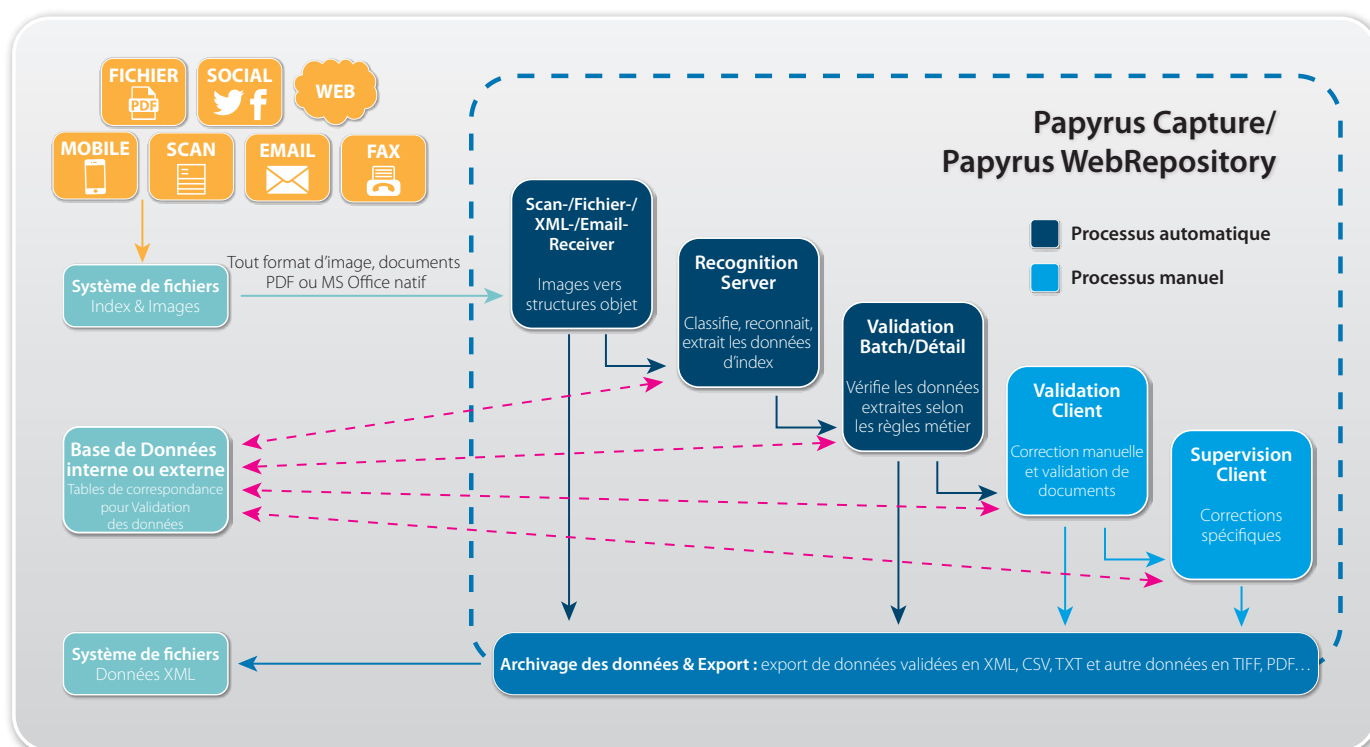 FICHIER
PDF
SOCIAL
WEB
MOBILE
SCAN
EMAIL
FAX
Papyrus Capture/
Papyrus WebRepository
Processus automatique
Processus manuel
Système de fichiers
Index & Images
Tout format d'image, documents
PDF ou MS Office natif
Scan-/Fichier-/
XML-/Email-
Receiver
Images vers
structures objet
Recognition
Server
Classifie, reconnait,
extrait les données
d'index
Validation
Batch/Détail
Vérifie les données
extraites selon
les règles métier
Validation
Client
Correction manuelle
et validation de
documents
Supervision
Client
Corrections
spécifiques
Base de Données
interne ou externe
Tables de correspondance
pour Validation
des données
Système de fichiers
Données XML
Archivage des données & Export : export de données validées en XML, CSV, TXT et autre données en TIFF, PDF…